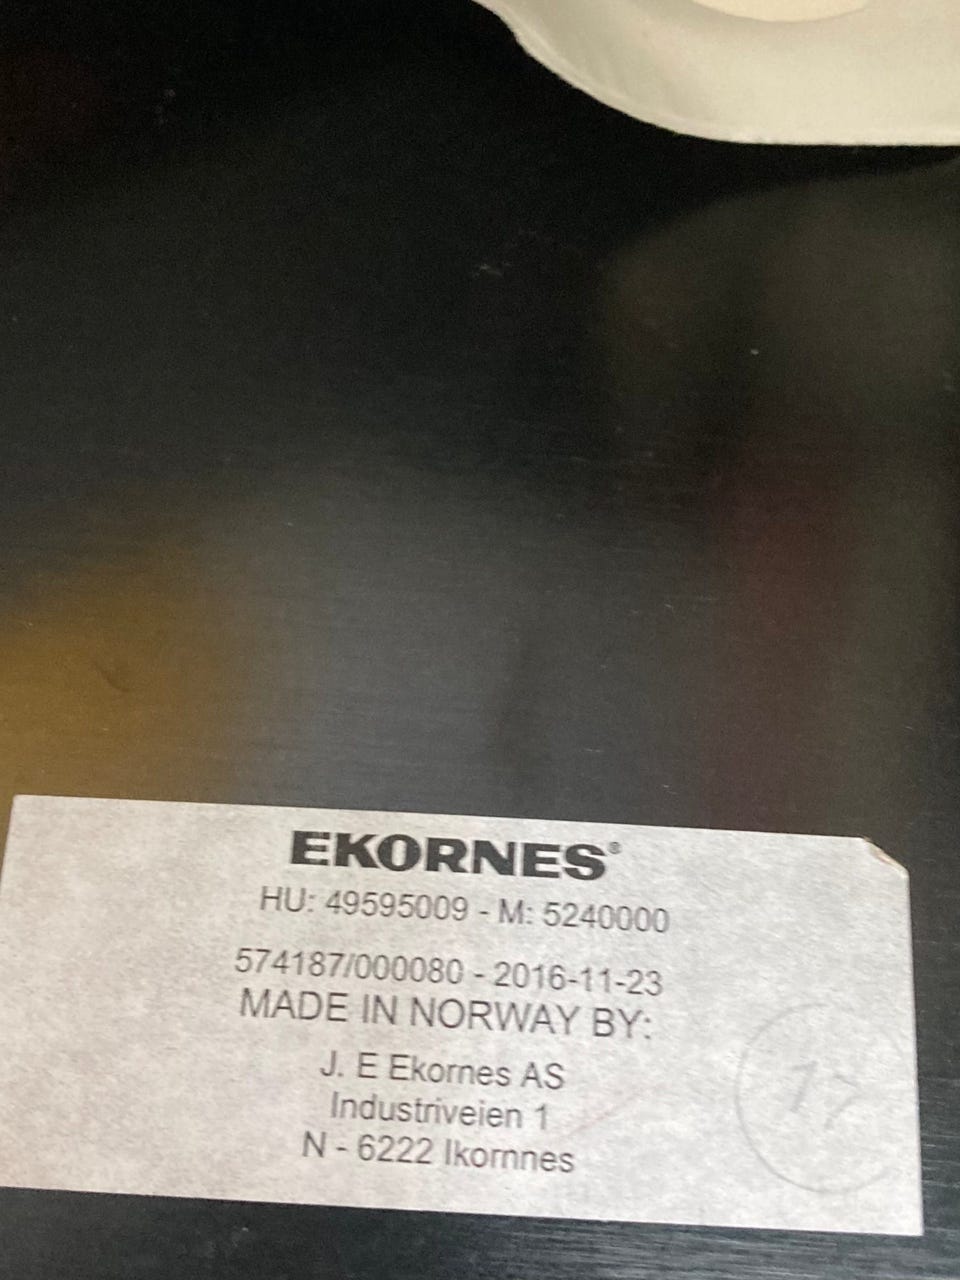 EKORNES®
HU: 49595009 - M: 5240000
574187/000080 - 2016-11-23
MADE IN NORWAY BY:
J. E Ekornes AS
Industriveien 1
N - 6222 Ikornnes
17